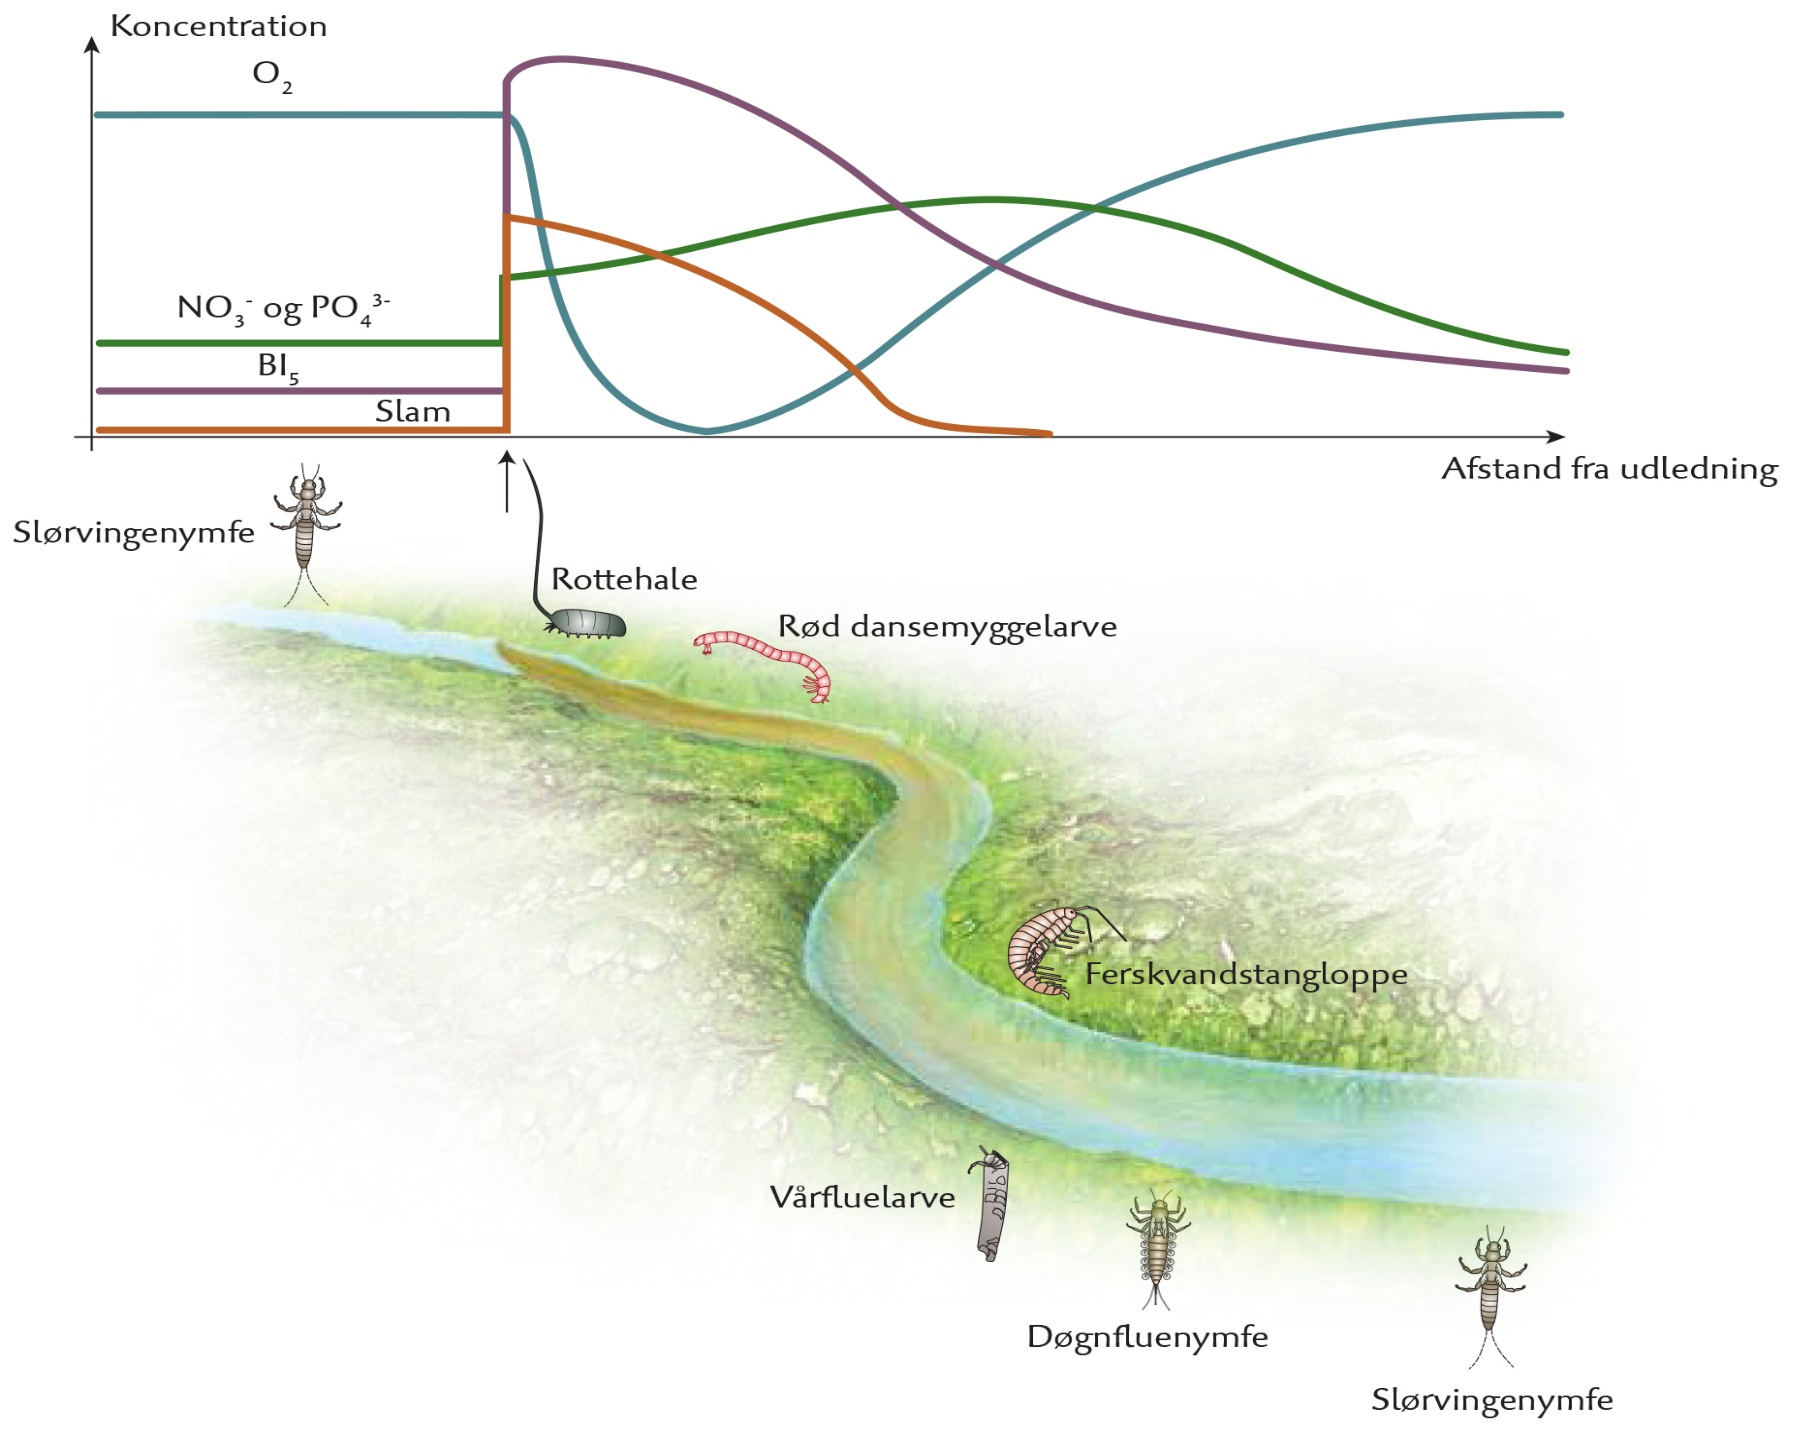 Koncentration
O₂
NO₃⁻ og PO₄³⁻
BI₅
Slam
Afstand fra udledning
Slørvingenymfe
Rottehale
Rød dansemyggelarve
Ferskvandstangloppe
Vårfluelarve
Døgnfluenymfe
Slørvingenymfe